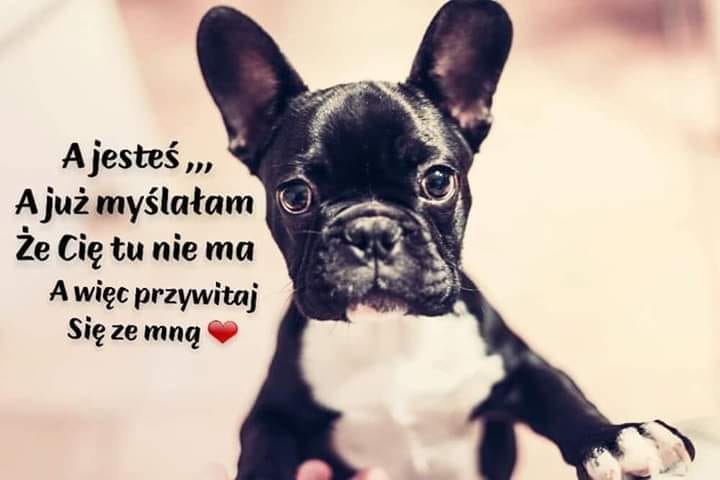 A jesteś ,,,
A już myślałam
Że Cię tu nie ma
A więc przywitaj
Się ze mną ❤